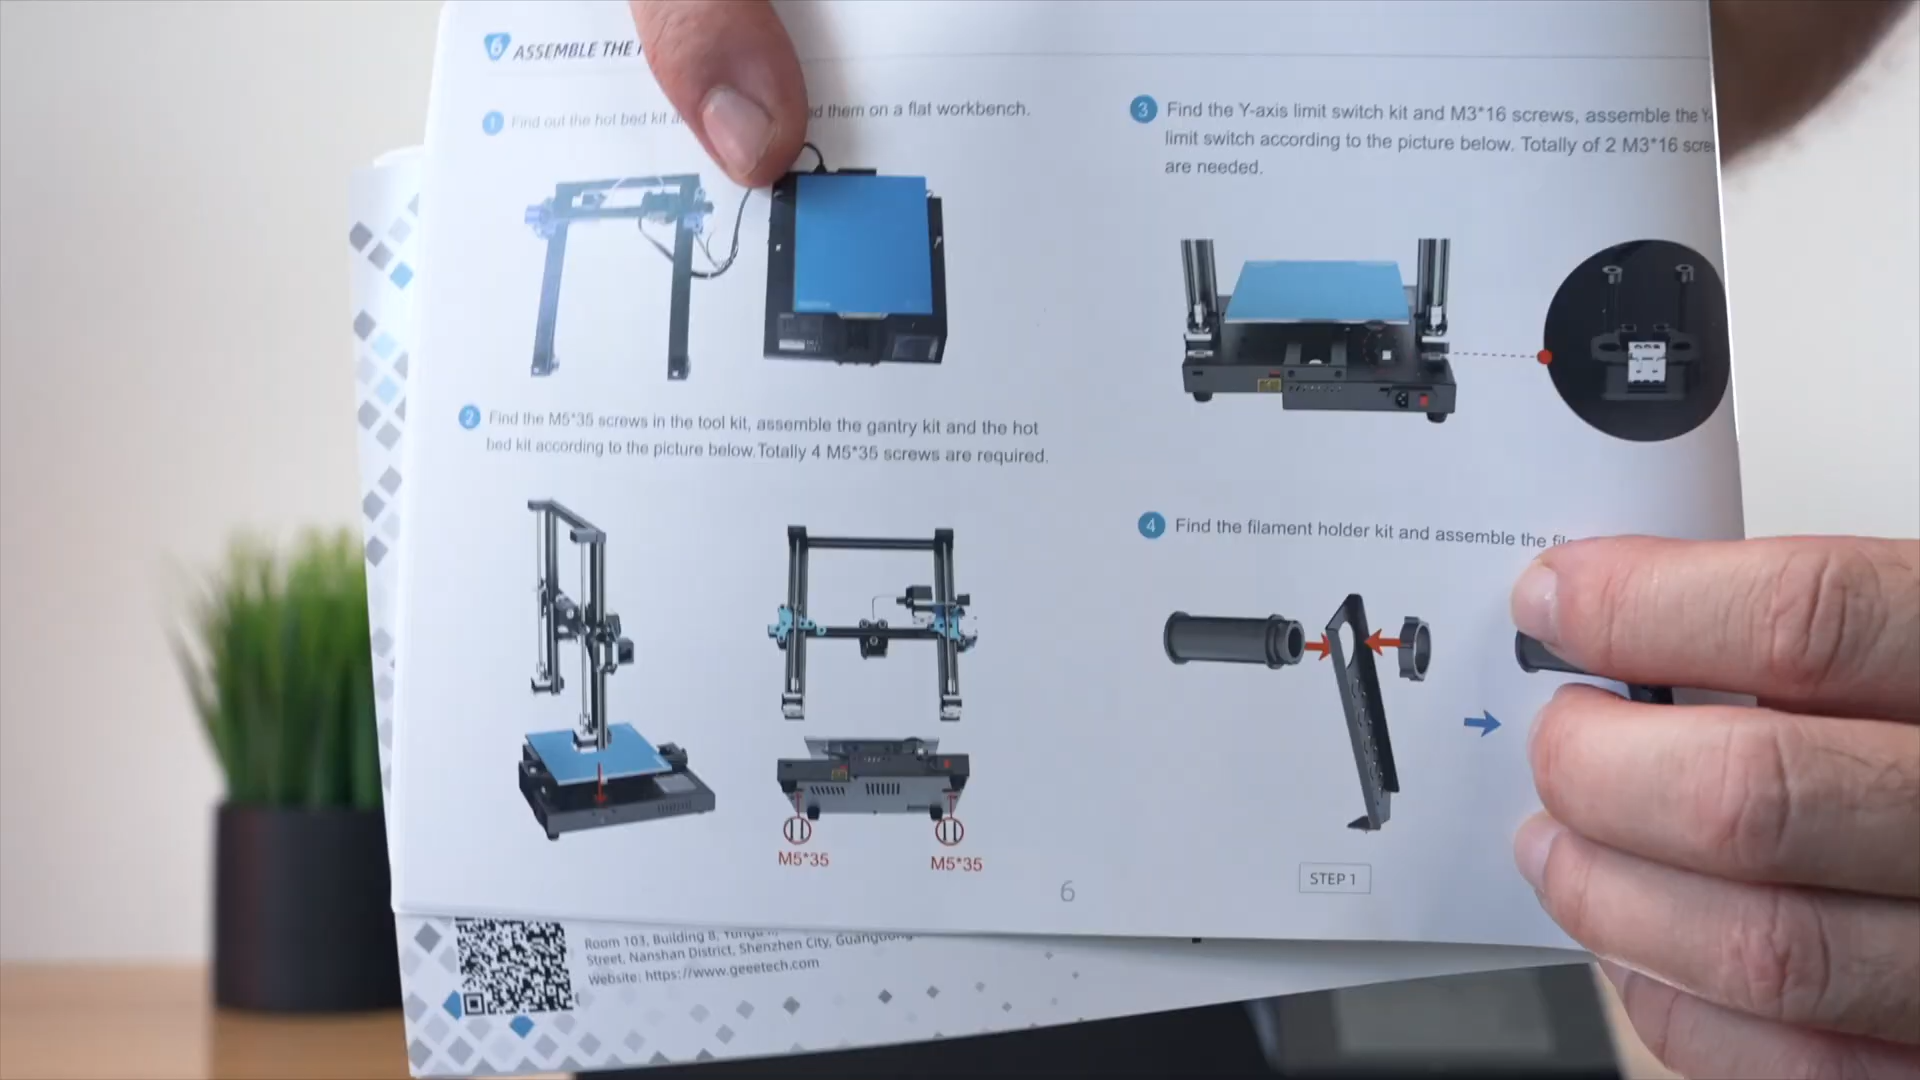 6 ASSEMBLE THE
1 Find out the hot bed kit them on a flat workbench.
2 Find the M5*35 screws in the tool kit, assemble the gantry kit and the hot
bed kit according to the picture below.Totally 4 M5*35 screws are required.
M5*35
M5*35
3 Find the Y-axis limit switch kit and M3*16 screws, assemble the
limit switch according to the picture below. Totally of 2 M3*16
are needed.
4 Find the filament holder kit and assemble the
STEP 1
6
Room 103, Building 8,
Street, Nanshan District, Shenzhen City,
Website: https://www.geeetech.com